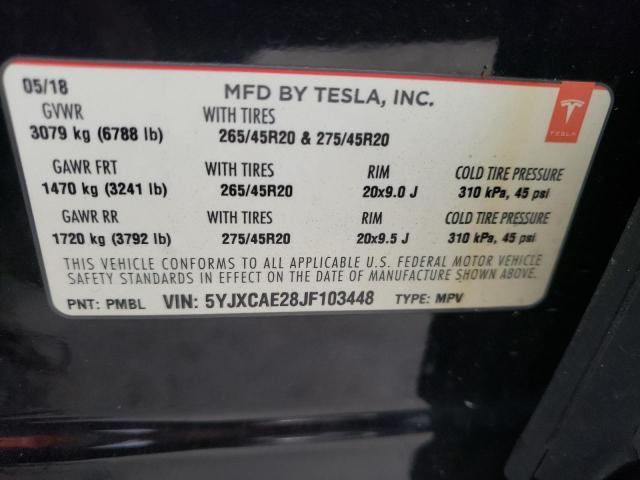 05/18 MFD BY TESLA, INC.
GVWR WITH TIRES
3079 kg (6788 lb) 265/45R20 & 275/45R20
TESLA
GAWR FRT WITH TIRES RIM COLD TIRE PRESSURE
1470 kg (3241 lb) 265/45R20 20x9.0 J 310 kPa, 45 psi
GAWR RR WITH TIRES RIM COLD TIRE PRESSURE
1720 kg (3792 lb) 275/45R20 20x9.5 J 310 kPa, 45 psi
THIS VEHICLE CONFORMS TO ALL APPLICABLE U.S. FEDERAL MOTOR VEHICLE
SAFETY STANDARDS IN EFFECT ON THE DATE OF MANUFACTURE SHOWN ABOVE.
PNT: PMBL VIN: 5YJXCAE28JF103448 TYPE: MPV